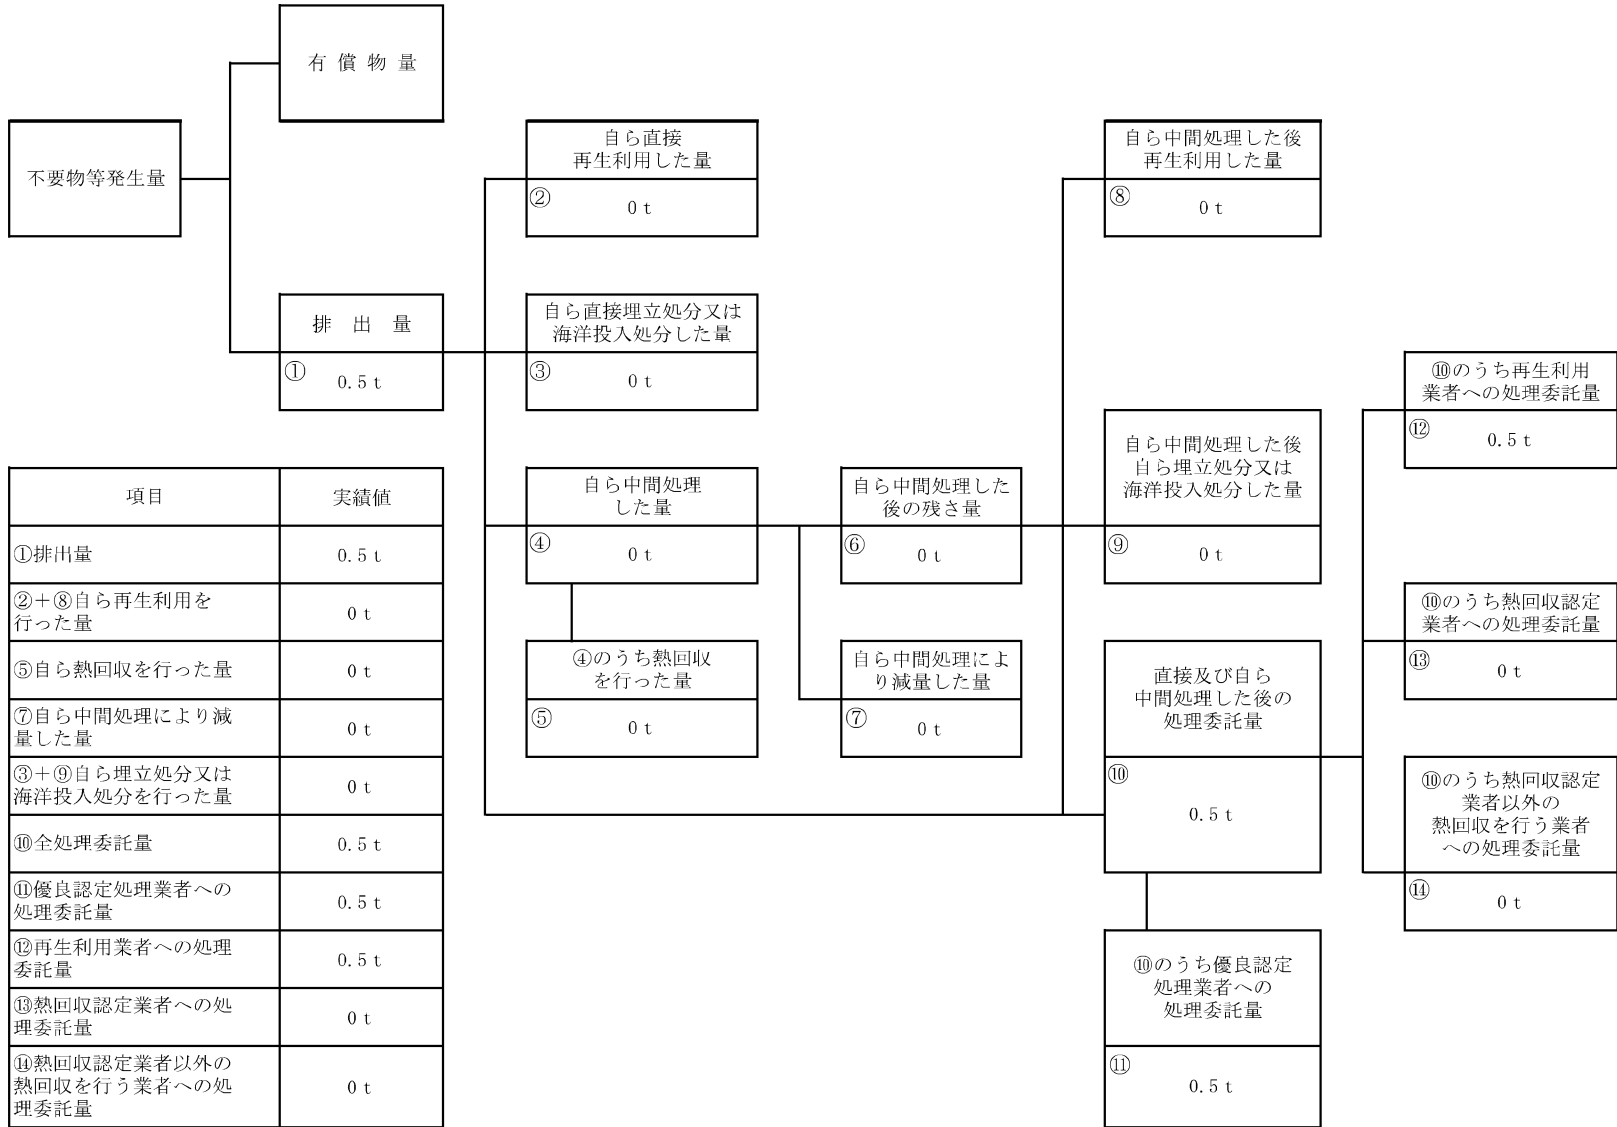 有 償 物 量
不要物等発生量
排 出 量
①
0.5 t
自ら直接
再生利用した量
②
0 t
自ら直接埋立処分又は
海洋投入処分した量
③
0 t
自ら中間処理
した量
④
0 t
④のうち熱回収
を行った量
⑤
0 t
自ら中間処理した
後の残さ量
⑥
0 t
自ら中間処理によ
り減量した量
⑦
0 t
自ら中間処理した後
再生利用した量
⑧
0 t
自ら中間処理した後
自ら埋立処分又は
海洋投入処分した量
⑨
0 t
直接及び自ら
中間処理した後の
処理委託量
⑩
0.5 t
⑩のうち優良認定
処理業者への
処理委託量
⑪
0.5 t
⑩のうち再生利用
業者への処理委託量
⑫
0.5 t
⑩のうち熱回収認定
業者への処理委託量
⑬
0 t
⑩のうち熱回収認定
業者以外の
熱回収を行う業者
への処理委託量
⑭
0 t
項目 実績値
①排出量 0.5 t
②＋⑧自ら再生利用を
行った量
0 t
⑤自ら熱回収を行った量 0 t
⑦自ら中間処理により減
量した量
0 t
③＋⑨自ら埋立処分又は
海洋投入処分を行った量
0 t
⑩全処理委託量 0.5 t
⑪優良認定処理業者への
処理委託量
0.5 t
⑫再生利用業者への処理
委託量
0.5 t
⑬熱回収認定業者への処
理委託量
0 t
⑭熱回収認定業者以外の
熱回収を行う業者への処
理委託量
0 t